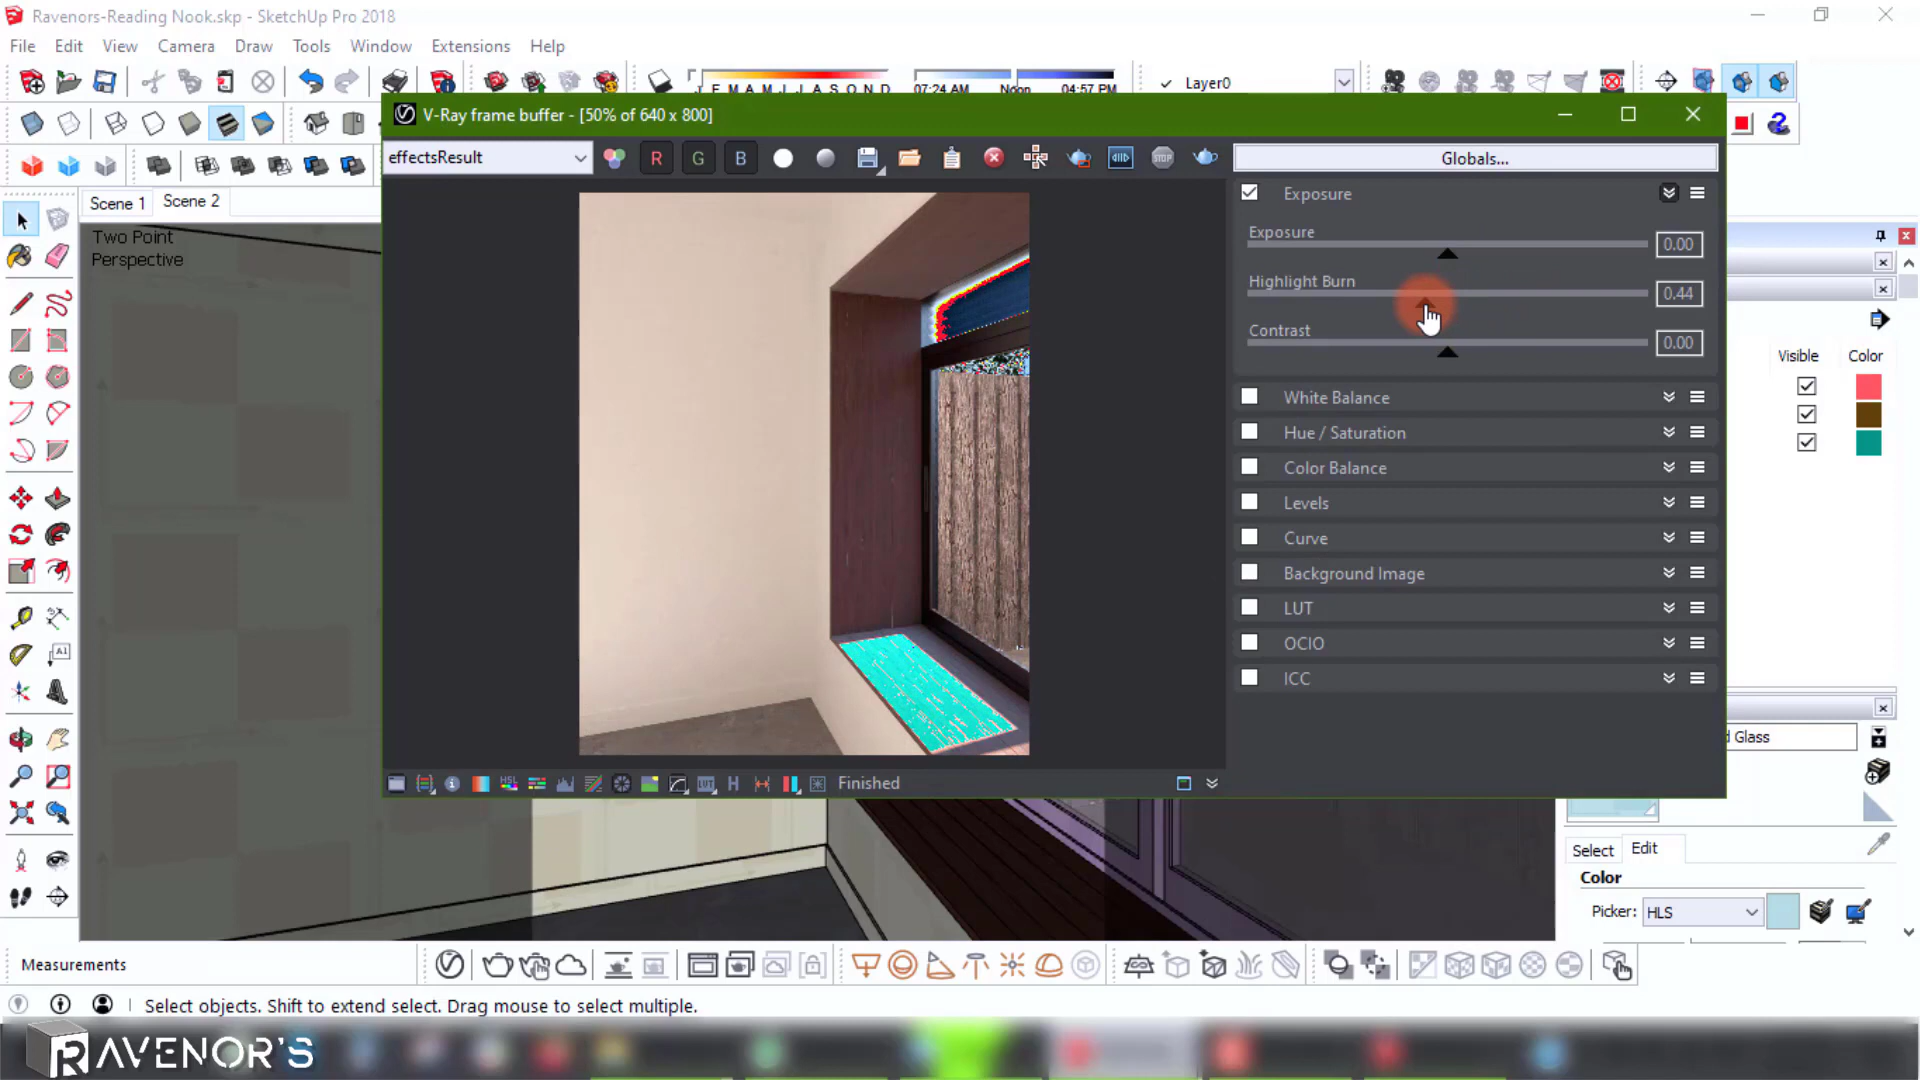 Ravenors-Reading Nook.skp - SketchUp Pro 2018
File Edit View Camera Draw Tools Window Extensions Help
J F M A M J J A S O N D
07:24 AM Noon 04:57 PM
Layer0
V-Ray frame buffer - [50% of 640 x 800]
effectsResult
R G B
STOP
Globals...
Scene 1 Scene 2
Two Point
Perspective
Exposure
Exposure
0.00
Highlight Burn
0.44
Contrast
0.00
White Balance
Hue / Saturation
Color Balance
Levels
Curve
Background Image
LUT
OCIO
ICC
Visible Color
d Glass
HSL
LUT
H
Finished
Select Edit
Color
Picker: HLS
Measurements
Select objects. Shift to extend select. Drag mouse to select multiple.
RAVENOR'S